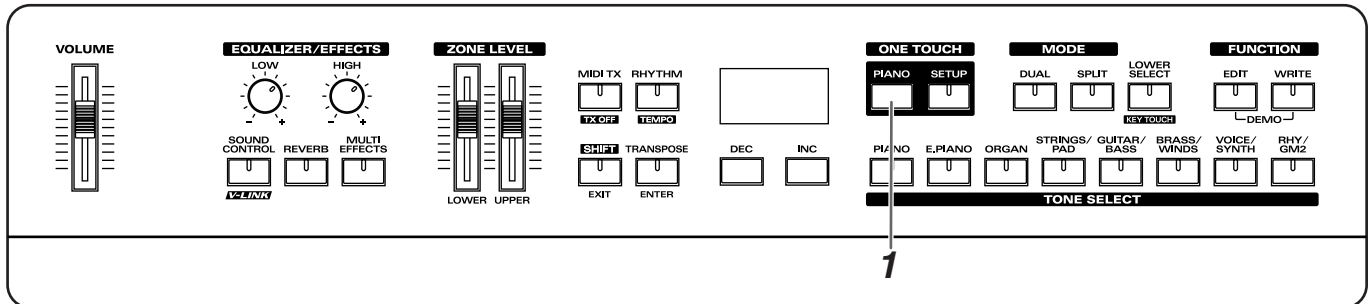 VOLUME
EQUALIZER/EFFECTS
LOW
HIGH
- +
- +
SOUND
CONTROL
REVERB
MULTI
EFFECTS
V-LINK
ZONE LEVEL
LOWER UPPER
MIDI TX
RHYTHM
TX OFF
TEMPO
SHIFT
TRANSPOSE
EXIT
ENTER
DEC
INC
ONE TOUCH
PIANO
SETUP
MODE
DUAL
SPLIT
LOWER
SELECT
KEY TOUCH
FUNCTION
EDIT
WRITE
DEMO
PIANO
E.PIANO
ORGAN
STRINGS/
PAD
GUITAR/
BASS
BRASS/
WINDS
VOICE/
SYNTH
RHY/
GM2
TONE SELECT
1